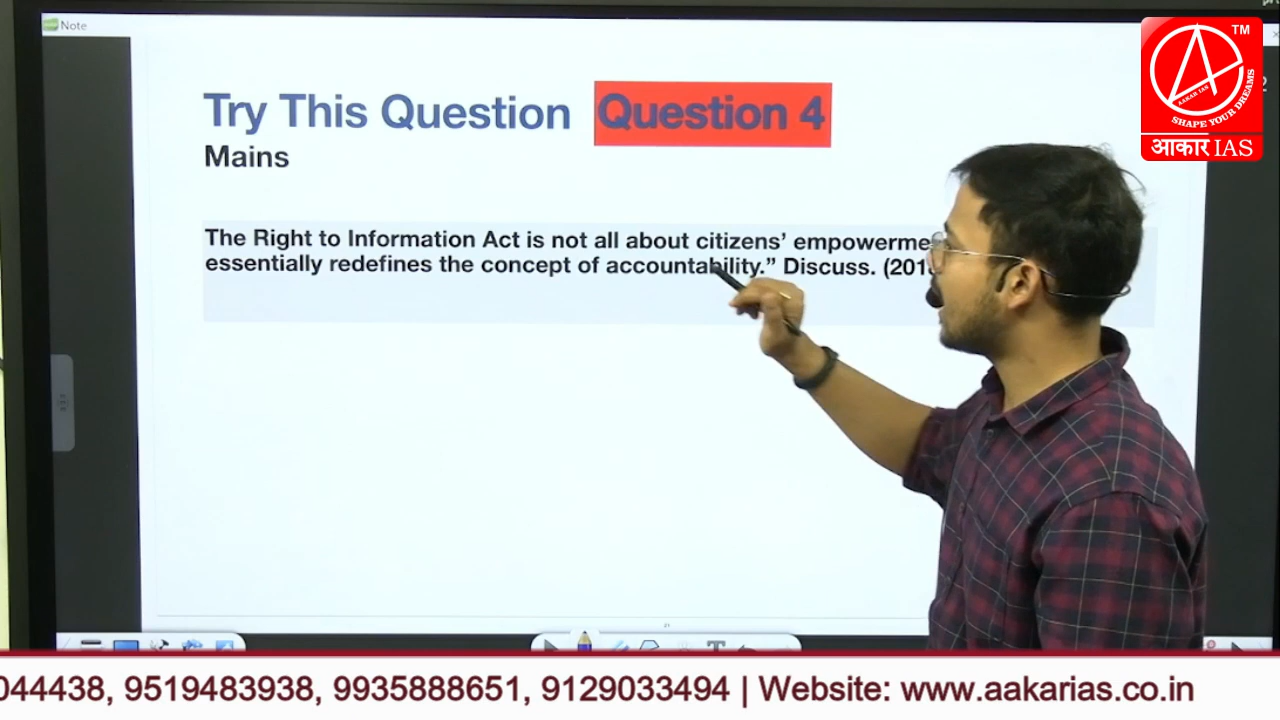 Note
Try This Question Question 4
Mains
The Right to Information Act is not all about citizens’
essentially redefines the concept of accountability.” Discuss.
TM
AAKAR IAS
SHAPE YOUR DREAMS
आकार IAS
044438, 9519483938, 9935888651, 9129033494 | Website: www.aakarias.co.in